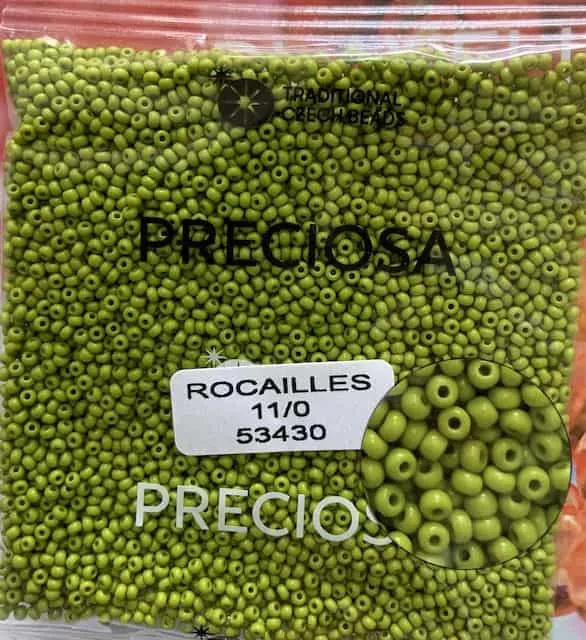 TRADITIONAL
CZECH BEADS
PRECIOSA
ROCAILLES
11/0
53430
PRECIOS